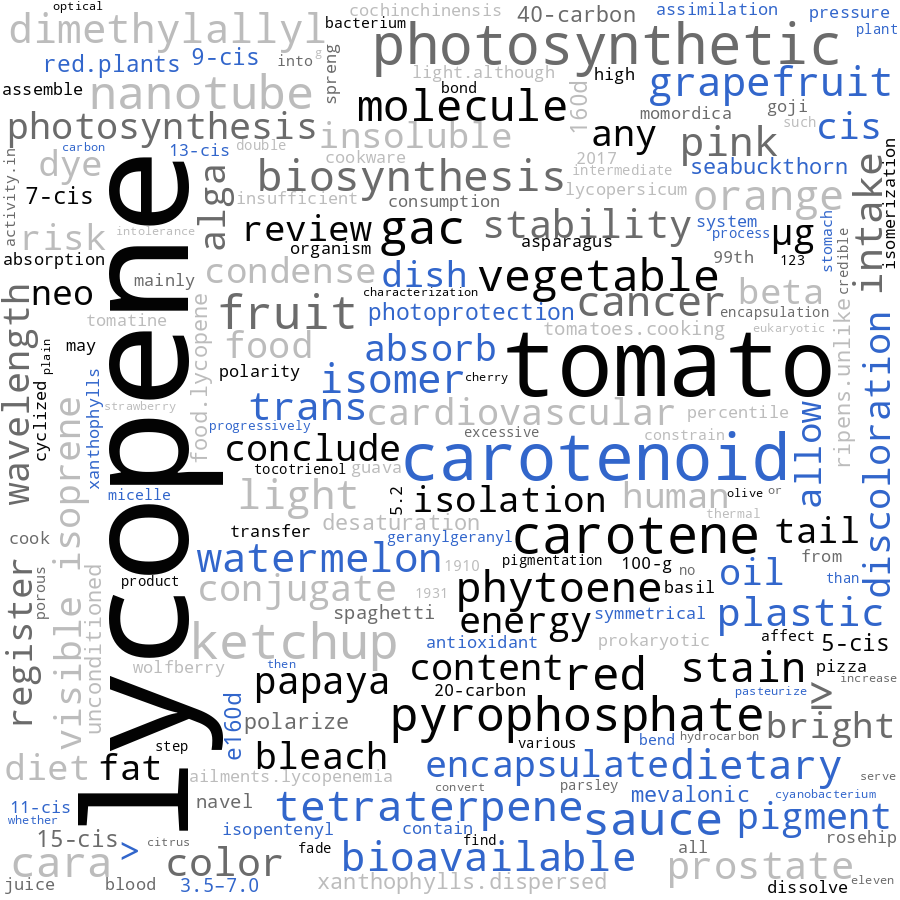 optical
dimethylallyl
cochinchinensis
bacterium
40-carbon
assimilation
pressure
plant
photosynthetic
red.plants
9-cis
into
g
spreng
light.although
high
grapefruit
assemble
nanotube
bond
molecule
160d
momordica
goji
such
cis
photosynthesis
insoluble
any
pink
carbon
13-cis
double
cookware
2017
intermediate
seabuckthorn
isomerization
activity.in
dye
7-cis
alga
biosynthesis
insufficient
consumption
lycopersicum
orange
intake
risk
intolerance
review
organism
gac
stability
asparagus
system
process
µg
stomach
credible
absorption
lycopene
mainly
condense
dish
vegetable
99th
123
neo
characterization
cancer
beta
encapsulation
wavelength
tomatine
fruit
photoprotection
tomatoes.cooking
eukaryotic
may
plain
food
absorb
tomato
ripens.unlike
discoloration
polarity
isomer
cherry
cyclized
xanthophylls
strawberry
food.lycopene
trans
cardiovascular
percentile
allow
progressively
excessive
constrain
conclude
carotenoid
tocotrienol
guava
isoprene
micelle
light
5.2
isolation
human
olive
or
thermal
desaturation
transfer
geranylgeranyl
carotene
tail
cook
watermelon
1910
pigmentation
100-g
no
from
porous
product
conjugate
1931
phytoene
basil
oil
than
register
unconditioned
spaghetti
energy
symmetrical
plastic
visible
ketchup
antioxidant
prokaryotic
affect
5-cis
wolfberry
then
content
red
stain
pizza
increase
papaya
20-carbon
pasteurize
>
e160d
polarize
pyrophosphate
bright
step
bleach
various
bend
hydrocarbon
diet
fat
ailments.lycopenemia
encapsulated
dietary
serve
convert
parsley
11-cis
navel
tetraterpene
mevalonic
cyanobacterium
whether
isopentenyl
contain
sauce
pigment
15-cis
>
citrus
fade
find
all
rosehip
cara
color
bioavailable
prostate
juice
blood
3.5–7.0
xanthophylls.dispersed
dissolve
eleven